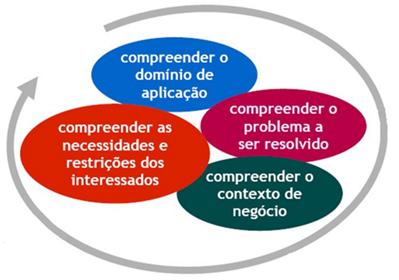 compreender o
domínio de
aplicação
compreender o
problema a
ser resolvido
compreender as
necessidades e
restrições dos
interessados
compreender o
contexto de
negócio